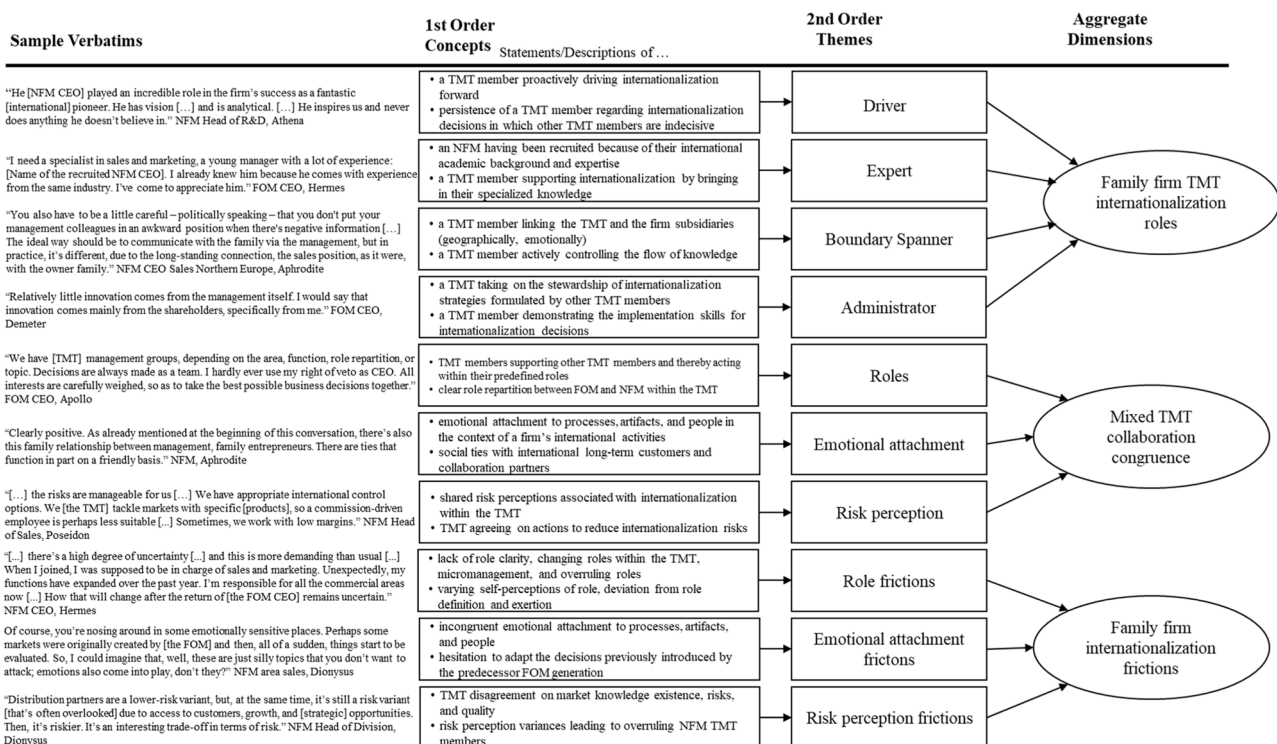 Sample Verbatims
1st Order
Concepts Statements/Descriptions of …
2nd Order
Themes
Aggregate
Dimensions
“He [NFM CEO] played an incredible role in the firm’s success as a fantastic
[international] pioneer. He has vision […] and is analytical. […] He inspires us and never
does anything he doesn’t believe in.” NFM Head of R&D, Athena
• a TMT member proactively driving internationalization
forward
• persistence of a TMT member regarding internationalization
decisions in which other TMT members are indecisive
Driver
“I need a specialist in sales and marketing, a young manager with a lot of experience:
[Name of the recruited NFM CEO]. I already knew him because he comes with experience
from the same industry. I’ve come to appreciate him.” FOM CEO, Hermes
• an NFM having been recruited because of their international
academic background and expertise
• a TMT member supporting internationalization by bringing
in their specialized knowledge
Expert
“You also have to be a little careful – politically speaking – that you don't put your
management colleagues in an awkward position when there's negative information […]
The ideal way should be to communicate with the family via the management, but in
practice, it’s different, due to the long-standing connection, the sales position, as it were,
with the owner family.” NFM CEO Sales Northern Europe, Aphrodite
• a TMT member linking the TMT and the firm subsidiaries
(geographically, emotionally)
• a TMT member actively controlling the flow of knowledge
Boundary Spanner
“Relatively little innovation comes from the management itself. I would say that
innovation comes mainly from the shareholders, specifically from me.” FOM CEO,
Demeter
• a TMT taking on the stewardship of internationalization
strategies formulated by other TMT members
• a TMT member demonstrating the implementation skills for
internationalization decisions
Administrator
Family firm TMT
internationalization
roles
“We have [TMT] management groups, depending on the area, function, role repartition, or
topic. Decisions are always made as a team. I hardly ever use my right of veto as CEO. All
interests are carefully weighed, so as to take the best possible business decisions together.”
FOM CEO, Apollo
• TMT members supporting other TMT members and thereby acting
within their predefined roles
• clear role repartition between FOM and NFM within the TMT
Roles
“Clearly positive. As already mentioned at the beginning of this conversation, there’s also
this family relationship between management, family entrepreneurs. There are ties that
function in part on a friendly basis.” NFM, Aphrodite
• emotional attachment to processes, artifacts, and people in
the context of a firm’s international activities
• social ties with international long-term customers and
collaboration partners
Emotional attachment
“[…] the risks are manageable for us […] We have appropriate international control
options. We [the TMT] tackle markets with specific [products], so a commission-driven
employee is perhaps less suitable [...] Sometimes, we work with low margins.” NFM Head
of Sales, Poseidon
• shared risk perceptions associated with internationalization
within the TMT
• TMT agreeing on actions to reduce internationalization risks
Risk perception
Mixed TMT
collaboration
congruence
“[...] there’s a high degree of uncertainty [...] and this is more demanding than usual [...]
When I joined, I was supposed to be in charge of sales and marketing. Unexpectedly, my
functions have expanded over the past year. I’m responsible for all the commercial areas
now [...] How that will change after the return of [the FOM CEO] remains uncertain.”
NFM CEO, Hermes
• lack of role clarity, changing roles within the TMT,
micromanagement, and overruling roles
• varying self-perceptions of role, deviation from role
definition and exertion
Role frictions
Of course, you’re nosing around in some emotionally sensitive places. Perhaps some
markets were originally created by [the FOM] and then, all of a sudden, things start to be
evaluated. So, I could imagine that, well, these are just silly topics that you don’t want to
attack; emotions also come into play, don’t they?” NFM area sales, Dionysus
• incongruent emotional attachment to processes, artifacts,
and people
• hesitation to adapt the decisions previously introduced by
the predecessor FOM generation
Emotional attachment
frictons
“Distribution partners are a lower-risk variant, but, at the same time, it’s still a risk variant
[that’s often overlooked] due to access to customers, growth, and [strategic] opportunities.
Then, it’s riskier. It’s an interesting trade-off in terms of risk.” NFM Head of Division,
Dionysus
• TMT disagreement on market knowledge existence, risks,
and quality
• risk perception variances leading to overruling NFM TMT
members
Risk perception frictions
Family firm
internationalization
frictions